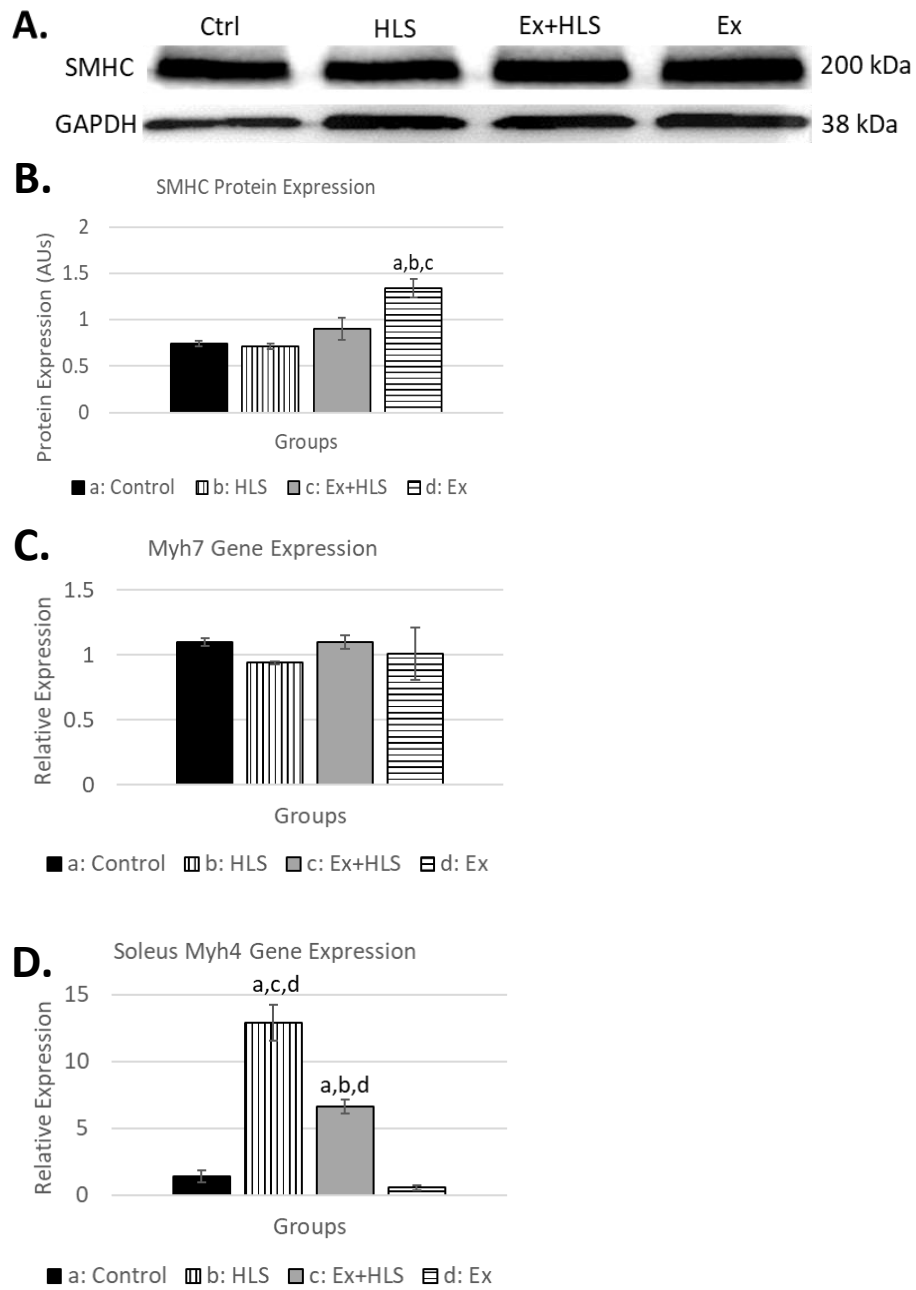 A.
Ctrl HLS Ex+HLS Ex
SMHC 200 kDa
GAPDH 38 kDa
B.
SMHC Protein Expression
Protein Expression (AUs)
2
1.5
1
0.5
0
a,b,c
Groups
a: Control b: HLS c: Ex+HLS d: Ex
C.
Myh7 Gene Expression
Relative Expression
1.5
1
0.5
0
Groups
a: Control b: HLS c: Ex+HLS d: Ex
D.
Soleus Myh4 Gene Expression
Relative Expression
15
10
5
0
a,c,d
a,b,d
Groups
a: Control b: HLS c: Ex+HLS d: Ex